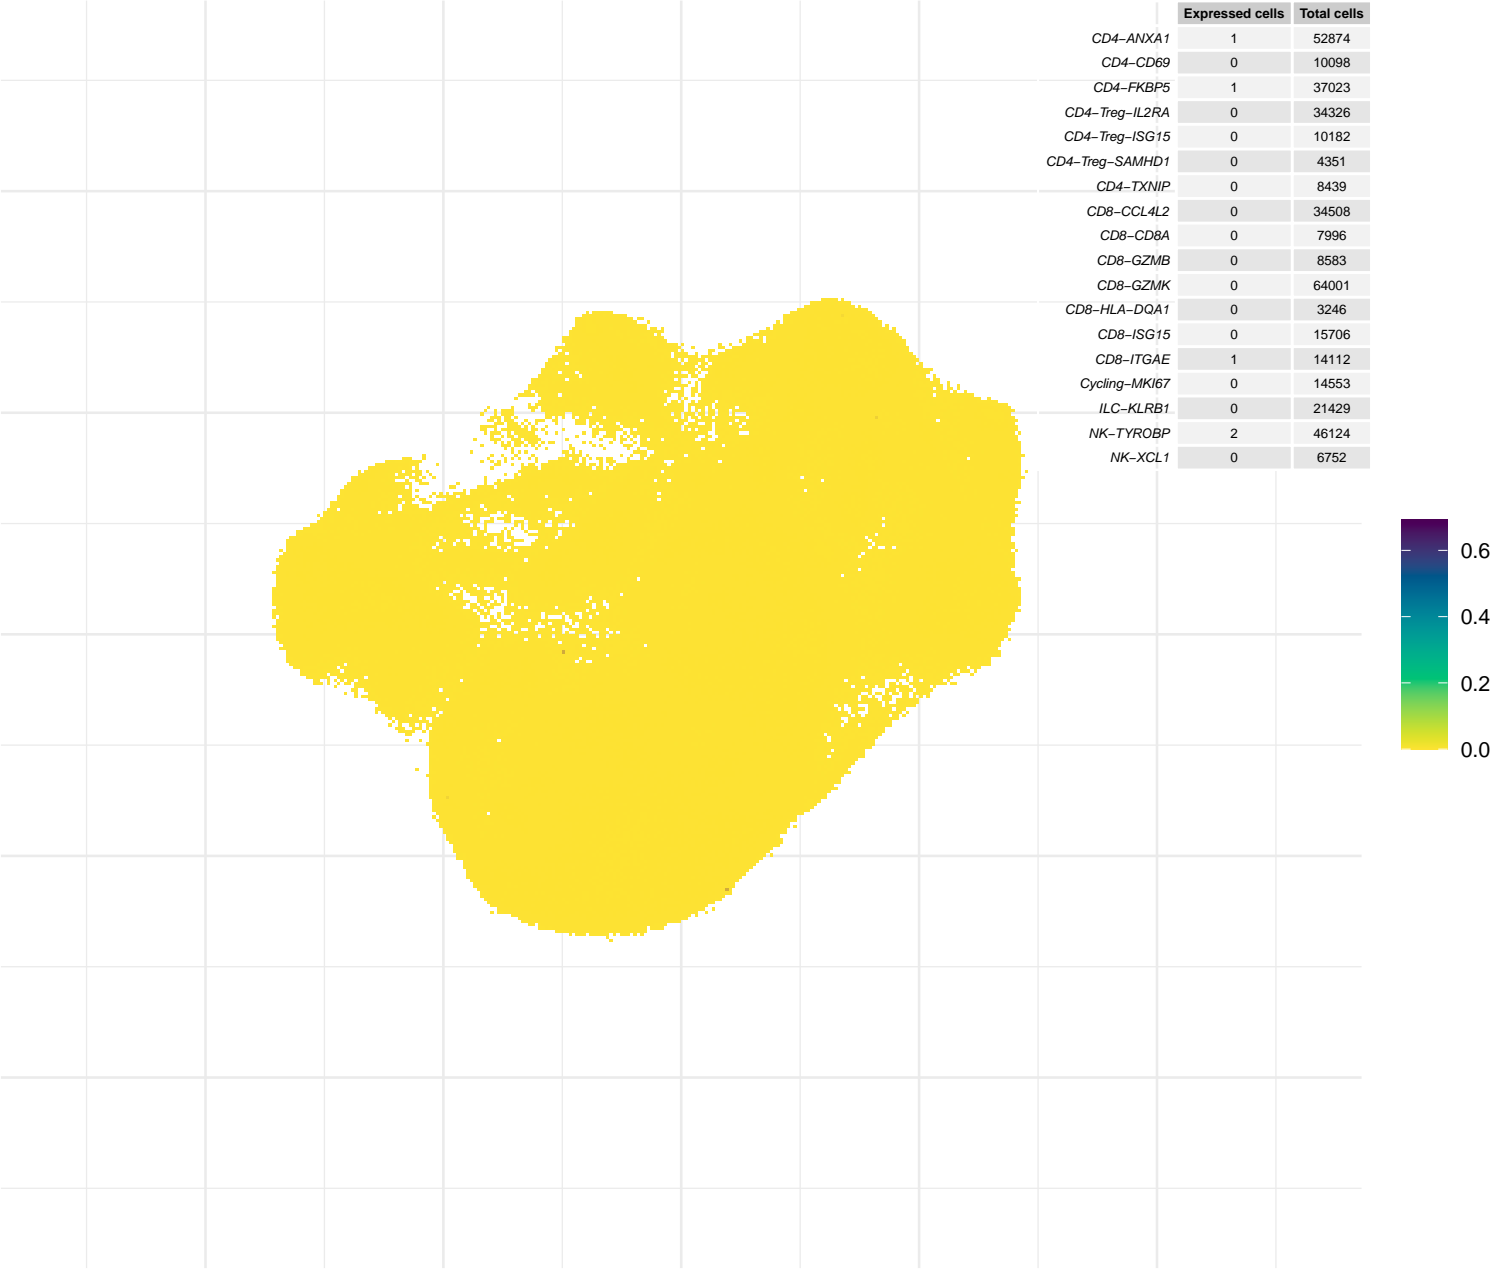 Expressed cells Total cells
CD4−ANXA1 1 52874
CD4−CD69 0 10098
CD4−FKBP5 1 37023
CD4−Treg−IL2RA 0 34326
CD4−Treg−ISG15 0 10182
CD4−Treg−SAMHD1 0 4351
CD4−TXNIP 0 8439
CD8−CCL4L2 0 34508
CD8−CD8A 0 7996
CD8−GZMB 0 8583
CD8−GZMK 0 64001
CD8−HLA−DQA1 0 3246
CD8−ISG15 0 15706
CD8−ITGAE 1 14112
Cycling−MKI67 0 14553
ILC−KLRB1 0 21429
NK−TYROBP 2 46124
NK−XCL1 0 6752
0.6
0.4
0.2
0.0